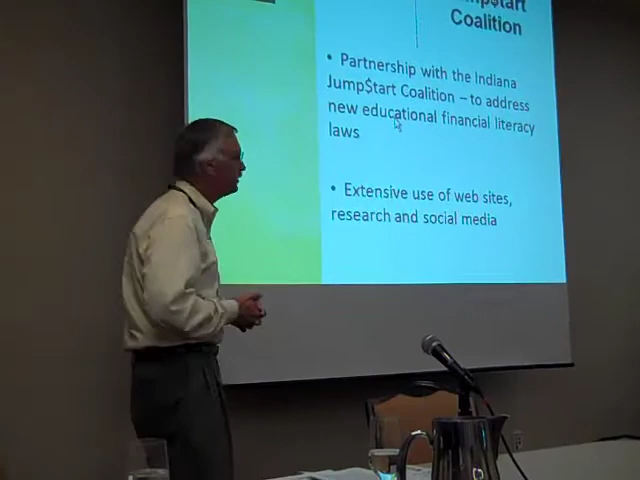 Coalition
• Partnership with the Indiana
Jump$tart Coalition – to address
new educational financial literacy
laws
• Extensive use of web sites,
research and social media